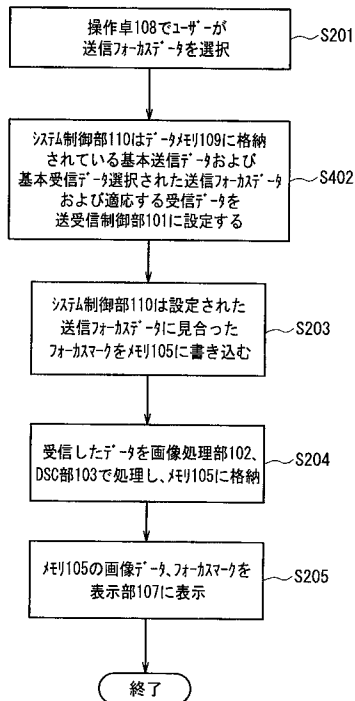 操作卓108でユーザーが
送信フォーカスデータを選択
S201
システム制御部110はデータメモリ109に格納
されている基本送信データおよび
基本受信データ選択された送信フォーカスデータ
および適応する受信データを
送受信制御部101に設定する
S402
システム制御部110は設定された
送信フォーカスデータに見合った
フォーカスマークをメモリ105に書き込む
S203
受信したデータを画像処理部102、
DSC部103で処理し、メモリ105に格納
S204
メモリ105の画像データ、フォーカスマークを
表示部107に表示
S205
終了